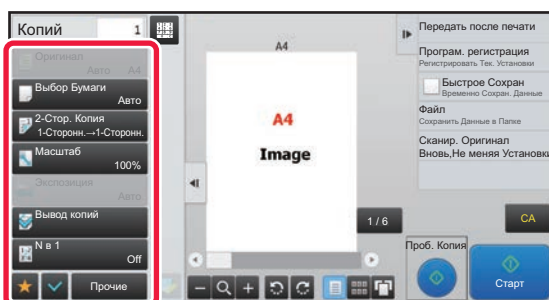 Копий 1
Оригинал
Авто A4
Выбор Бумаги
Авто
2-Стор. Копия
1-Сторонн.→1-Сторонн.
Масштаб
100%
Экспозиция
Авто
Вывод копий
N в 1
Off
Прочие
A4
A4
Image
1 / 6
Передать после печати
Програм. регистрация
Регистрировать Тек. Установки
Быстрое Сохран
Временно Сохран. Данные
Файл
Сохранить Данные в Папке
Сканир. Оригинал
Вновь,Не меняя Установки
CA
Проб. Копия
Старт